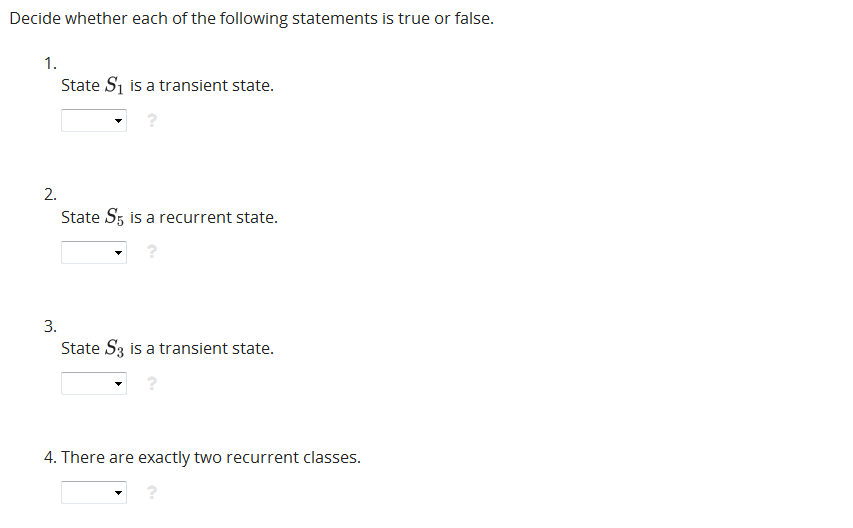 Decide whether each of the following statements is true or false.
1.
State S₁ is a transient state.
?
2.
State S₅ is a recurrent state.
?
3.
State S₃ is a transient state.
?
4. There are exactly two recurrent classes.
?